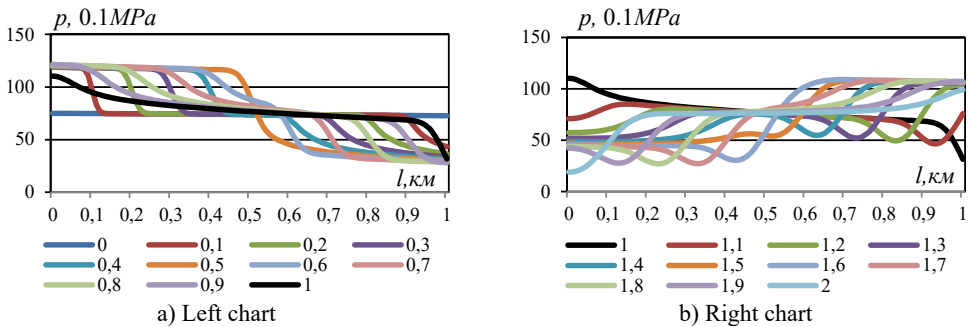 p, 0.1MPa
150
100
50
0
0 0,1 0,2 0,3 0,4 0,5 0,6 0,7 0,8 0,9 1
l,км
0 0,1 0,2 0,3
0,4 0,5 0,6 0,7
0,8 0,9 1
a) Left chart
p, 0.1MPa
150
100
50
0
0 0,1 0,2 0,3 0,4 0,5 0,6 0,7 0,8 0,9 1
l,км
1 1,1 1,2 1,3
1,4 1,5 1,6 1,7
1,8 1,9 2
b) Right chart